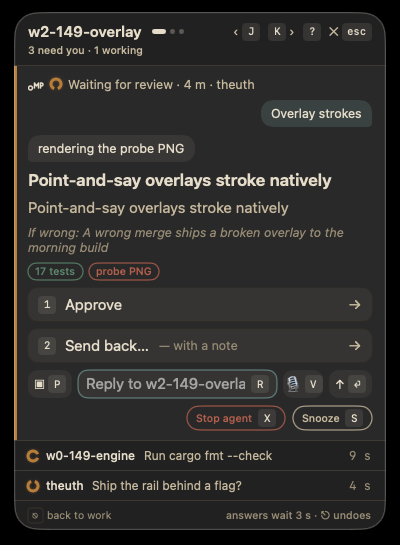 w2-149-overlay ‹ J K › ? × esc
3 need you · 1 working
oMP Waiting for review · 4 m · theuth
Overlay strokes
rendering the probe PNG
Point-and-say overlays stroke natively
Point-and-say overlays stroke natively
If wrong: A wrong merge ships a broken overlay to the
morning build
17 tests probe PNG
1 Approve →
2 Send back... — with a note →
P Reply to w2-149-overla R V ↑ ↵
Stop agent X Snooze S
w0-149-engine Run cargo fmt --check 9 s
theuth Ship the rail behind a flag? 4 s
back to work answers wait 3 s · undoes